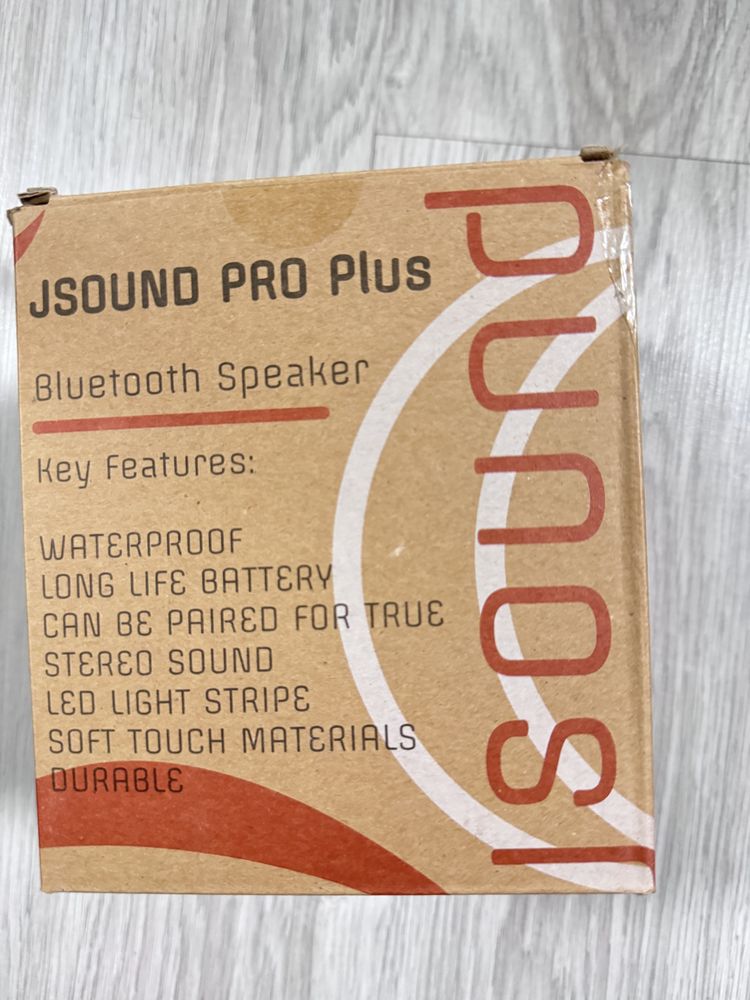 JSOUND PRO Plus
Bluetooth Speaker
Key Features:
WATERPROOF
LONG LIFE BATTERY
CAN BE PAIRED FOR TRUE
STEREO SOUND
LED LIGHT STRIPE
SOFT TOUCH MATERIALS
DURABLE
Jsound